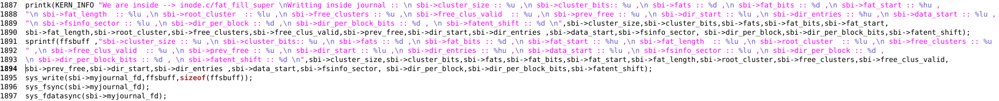 1887 printk(KERN_INFO "We are inside --> inode.c/fat_fill_super \nWritting inside journal :: \n sbi->cluster_size :: %u ,\n sbi->cluster_bits:: %u ,\n sbi->fats :: %d ,\n sbi->fat_bits :: %d ,\n sbi->fat_start :: %hu ,
1888 "\n sbi->fat_length  :: %lu ,\n sbi->root_cluster  :: %lu ,\n sbi->free_clusters :: %u ,\n sbi->free_clus_valid  :: %u ,\n sbi->prev_free :: %u ,\n sbi->dir_start :: %lu ,\n sbi->dir_entries :: %hu ,\n sbi->data_start :: %lu ,
1889 "\n sbi->fsinfo_sector :: %lu ,\n sbi->dir_per_block :: %d ,\n sbi->dir_per_block_bits :: %d , \n sbi->fatent_shift :: %d \n",sbi->cluster_size,sbi->cluster_bits,sbi->fats,sbi->fat_bits,sbi->fat_start,
1890 sbi->fat_length,sbi->root_cluster,sbi->free_clusters,sbi->free_clus_valid,sbi->prev_free,sbi->dir_start,sbi->dir_entries ,sbi->data_start,sbi->fsinfo_sector, sbi->dir_per_block,sbi->dir_per_block_bits,sbi->fatent_shift);
1891 sprintf(ffsbuff ,"sbi->cluster_size :: %u ,\n sbi->cluster_bits:: %u ,\n sbi->fats :: %d ,\n sbi->fat_bits :: %d ,\n sbi->fat_start :: %hu ,\n sbi->fat_length  :: %lu ,\n sbi->root_cluster  :: %lu ,\n sbi->free_clusters :: %u
1892 " ,\n sbi->free_clus_valid  :: %u ,\n sbi->prev_free :: %u ,\n sbi->dir_start :: %lu ,\n sbi->dir_entries :: %hu ,\n sbi->data_start :: %lu ,\n sbi->fsinfo_sector :: %lu ,\n sbi->dir_per_block :: %d ,
1893 \n sbi->dir_per_block_bits :: %d , \n sbi->fatent_shift :: %d \n",sbi->cluster_size,sbi->cluster_bits,sbi->fats,sbi->fat_bits,sbi->fat_start,sbi->fat_length,sbi->root_cluster,sbi->free_clusters,sbi->free_clus_valid,
1894 sbi->prev_free,sbi->dir_start,sbi->dir_entries ,sbi->data_start,sbi->fsinfo_sector, sbi->dir_per_block,sbi->dir_per_block_bits,sbi->fatent_shift);
1895 sys_write(sbi->myjournal_fd,ffsbuff,sizeof(ffsbuff));
1896 sys_fsync(sbi->myjournal_fd);
1897 sys_fdatasync(sbi->myjournal_fd);